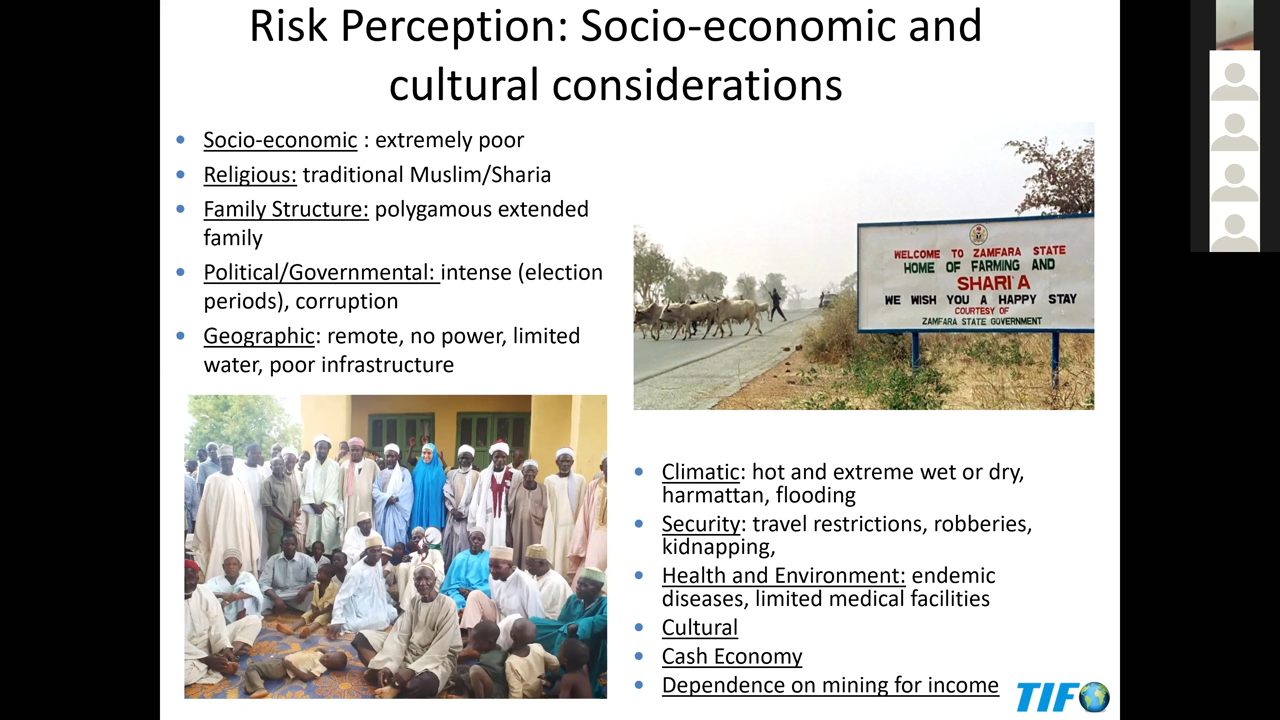 Risk Perception: Socio-economic and
cultural considerations
Socio-economic : extremely poor
Religious: traditional Muslim/Sharia
Family Structure: polygamous extended
family
Political/Governmental: intense (election
periods), corruption
Geographic: remote, no power, limited
water, poor infrastructure
WELCOME TO ZAMFARA STATE
HOME OF FARMING AND
SHARI'A
WE WISH YOU A HAPPY STAY
COURTESY OF
ZAMFARA STATE GOVERNMENT
Climatic: hot and extreme wet or dry,
harmattan, flooding
Security: travel restrictions, robberies,
kidnapping,
Health and Environment: endemic
diseases, limited medical facilities
Cultural
Cash Economy
Dependence on mining for income
TIFO